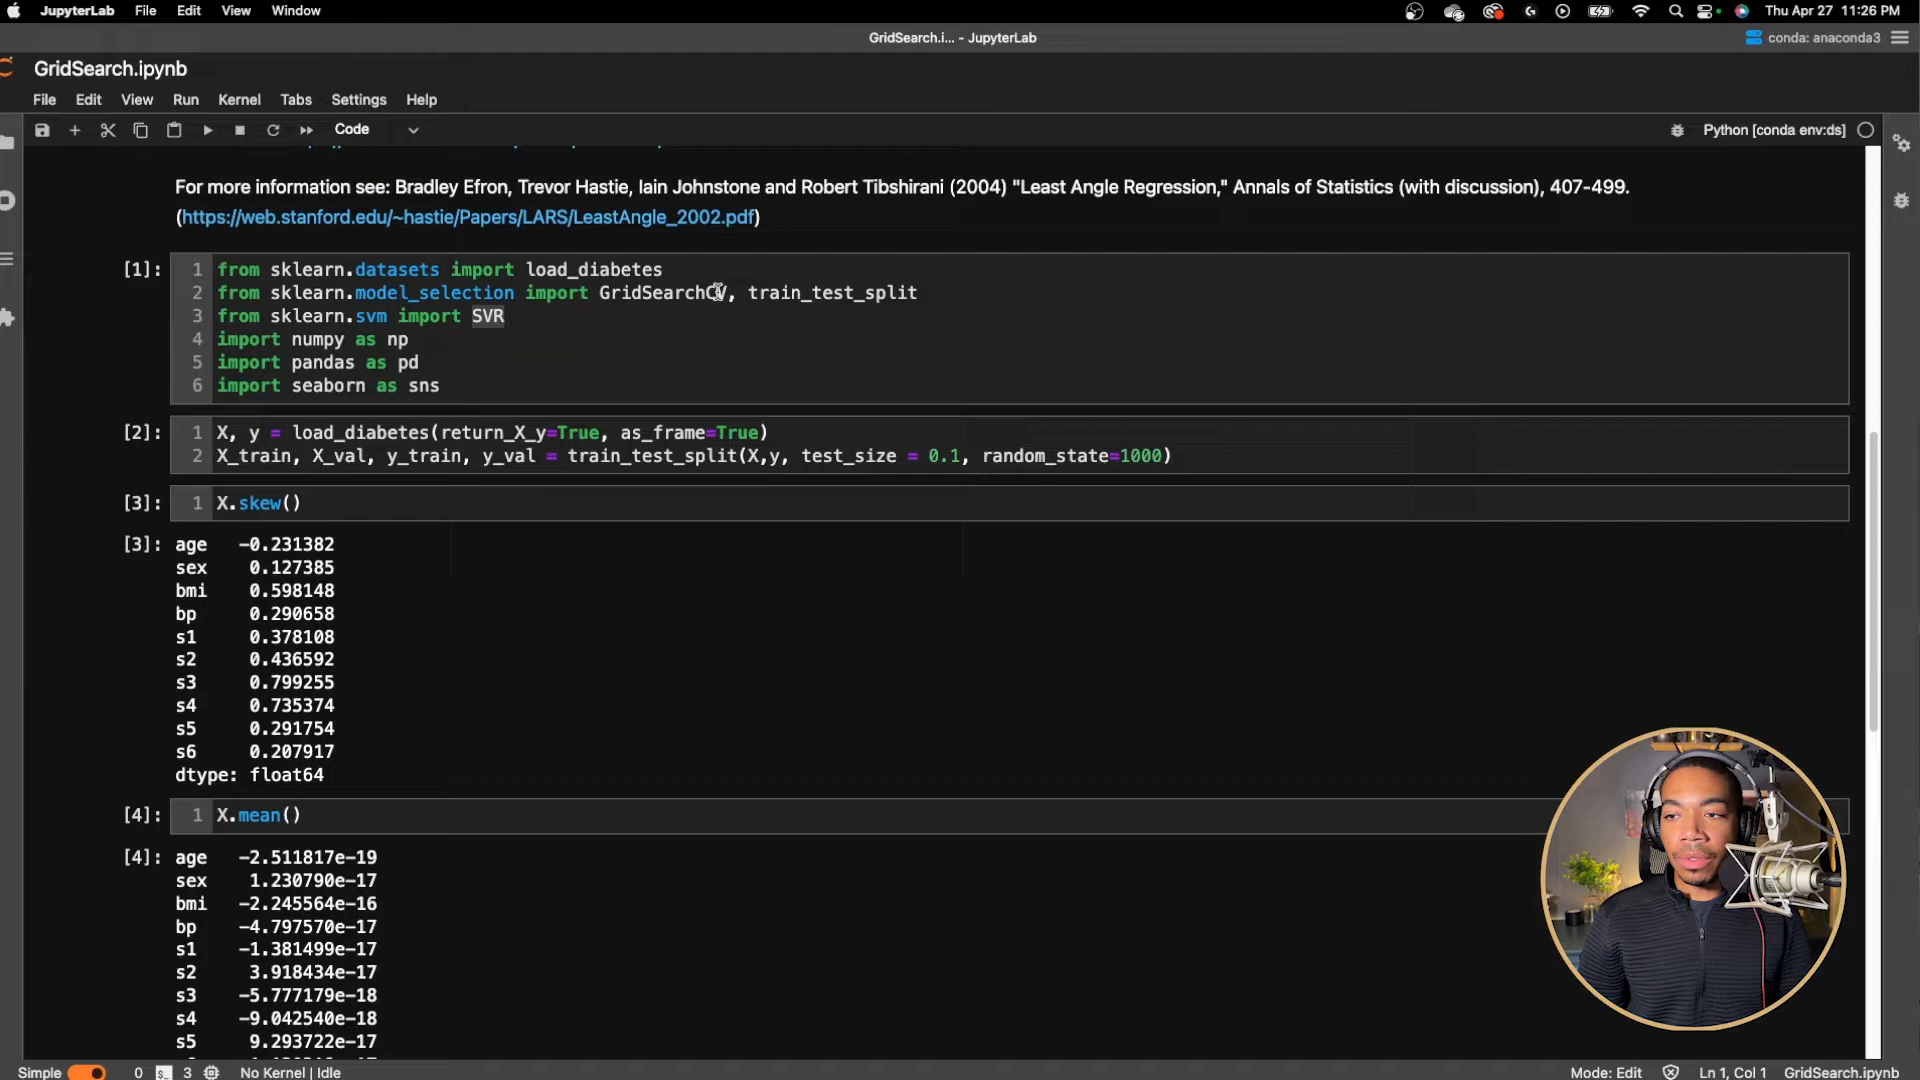 JupyterLab File Edit View Window Thu Apr 27 11:26 PM
GridSearch.i... - JupyterLab conda: anaconda3
GridSearch.ipynb
File Edit View Run Kernel Tabs Settings Help
Code Python [conda env:ds]
For more information see: Bradley Efron, Trevor Hastie, Iain Johnstone and Robert Tibshirani (2004) "Least Angle Regression," Annals of Statistics (with discussion), 407-499.
(https://web.stanford.edu/~hastie/Papers/LARS/LeastAngle_2002.pdf)
[1]: 1 from sklearn.datasets import load_diabetes
2 from sklearn.model_selection import GridSearchCV, train_test_split
3 from sklearn.svm import SVR
4 import numpy as np
5 import pandas as pd
6 import seaborn as sns
[2]: 1 X, y = load_diabetes(return_X_y=True, as_frame=True)
2 X_train, X_val, y_train, y_val = train_test_split(X,y, test_size = 0.1, random_state=1000)
[3]: 1 X.skew()
[3]: age -0.231382
sex 0.127385
bmi 0.598148
bp 0.290658
s1 0.378108
s2 0.436592
s3 0.799255
s4 0.735374
s5 0.291754
s6 0.207917
dtype: float64
[4]: 1 X.mean()
[4]: age -2.511817e-19
sex 1.230790e-17
bmi -2.245564e-16
bp -4.797570e-17
s1 -1.381499e-17
s2 3.918434e-17
s3 -5.777179e-18
s4 -9.042540e-18
s5 9.293722e-17
Simple 0 3 No Kernel | Idle Mode: Edit Ln 1, Col 1 GridSearch.ipynb